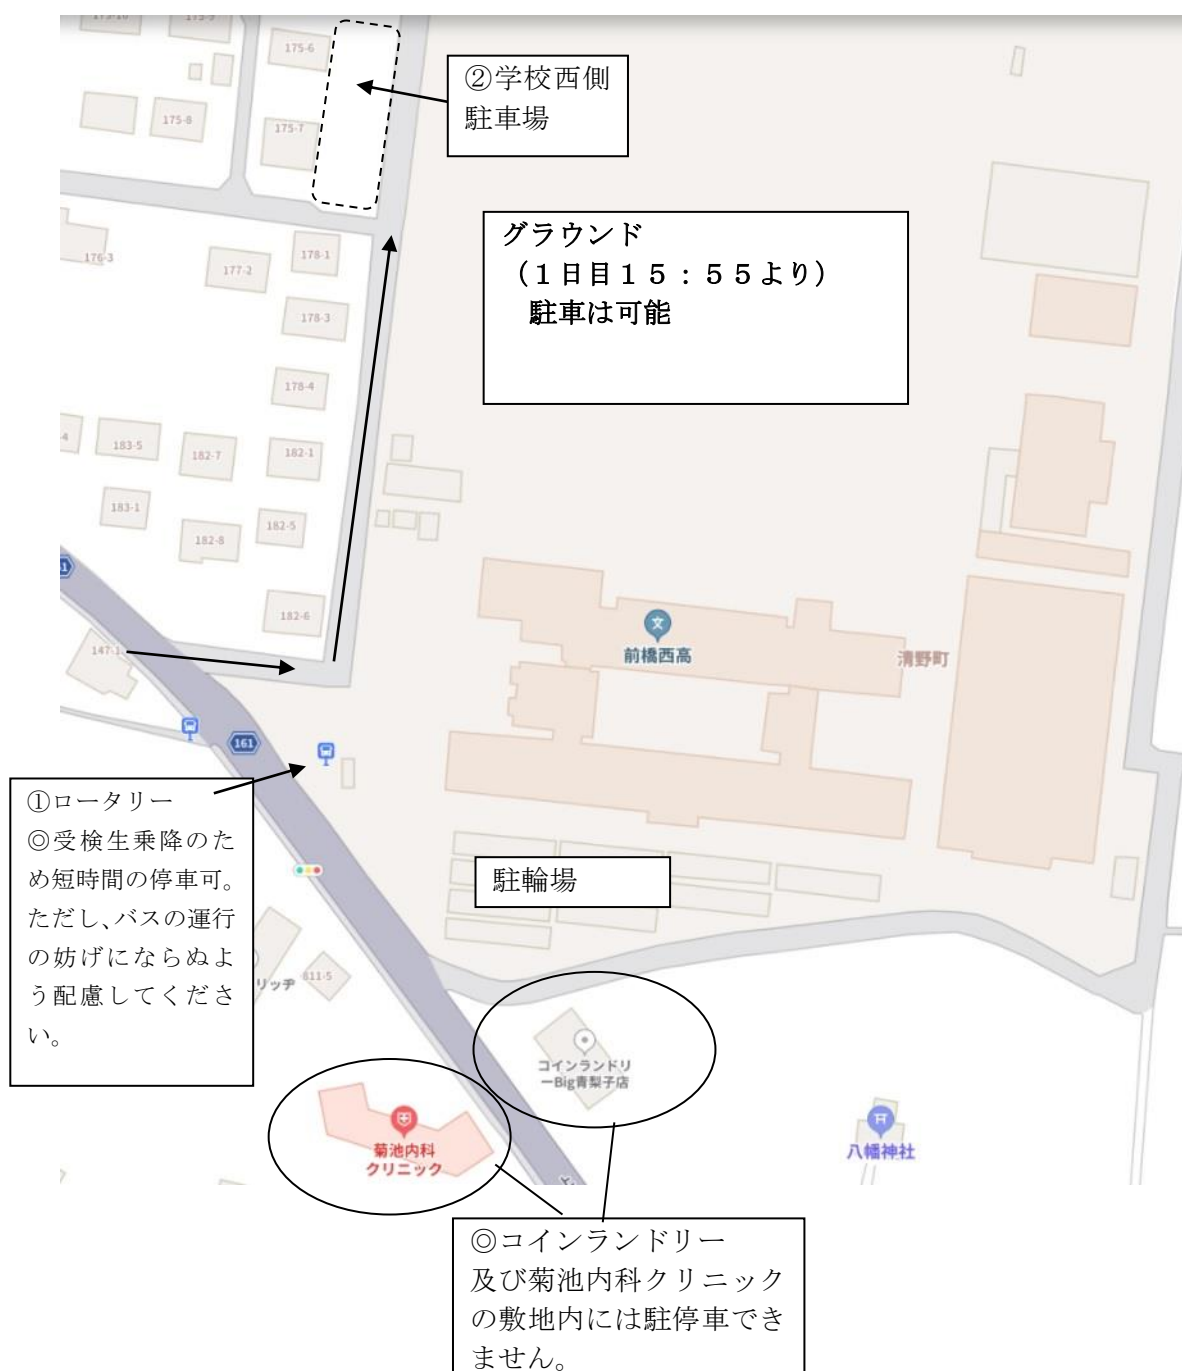 175-6
②学校西側
駐車場
175-8
175-7
グラウンド
（1日目１５：５５より）
駐車は可能
176-3
177-2
178-1
178-3
178-4
183-5
182-7
182-1
183-1
182-8
182-5
182-6
147-1
前橋西高
清野町
161
①ロータリー
◎受検生乗降のた
め短時間の停車可。
ただし、バスの運行
の妨げにならぬよ
う配慮してくださ
い。
駐輪場
リッヂ
811-5
コインランドリ
ーBig青梨子店
菊池内科
クリニック
八幡神社
◎コインランドリー
及び菊池内科クリニック
の敷地内には駐停車でき
ません。